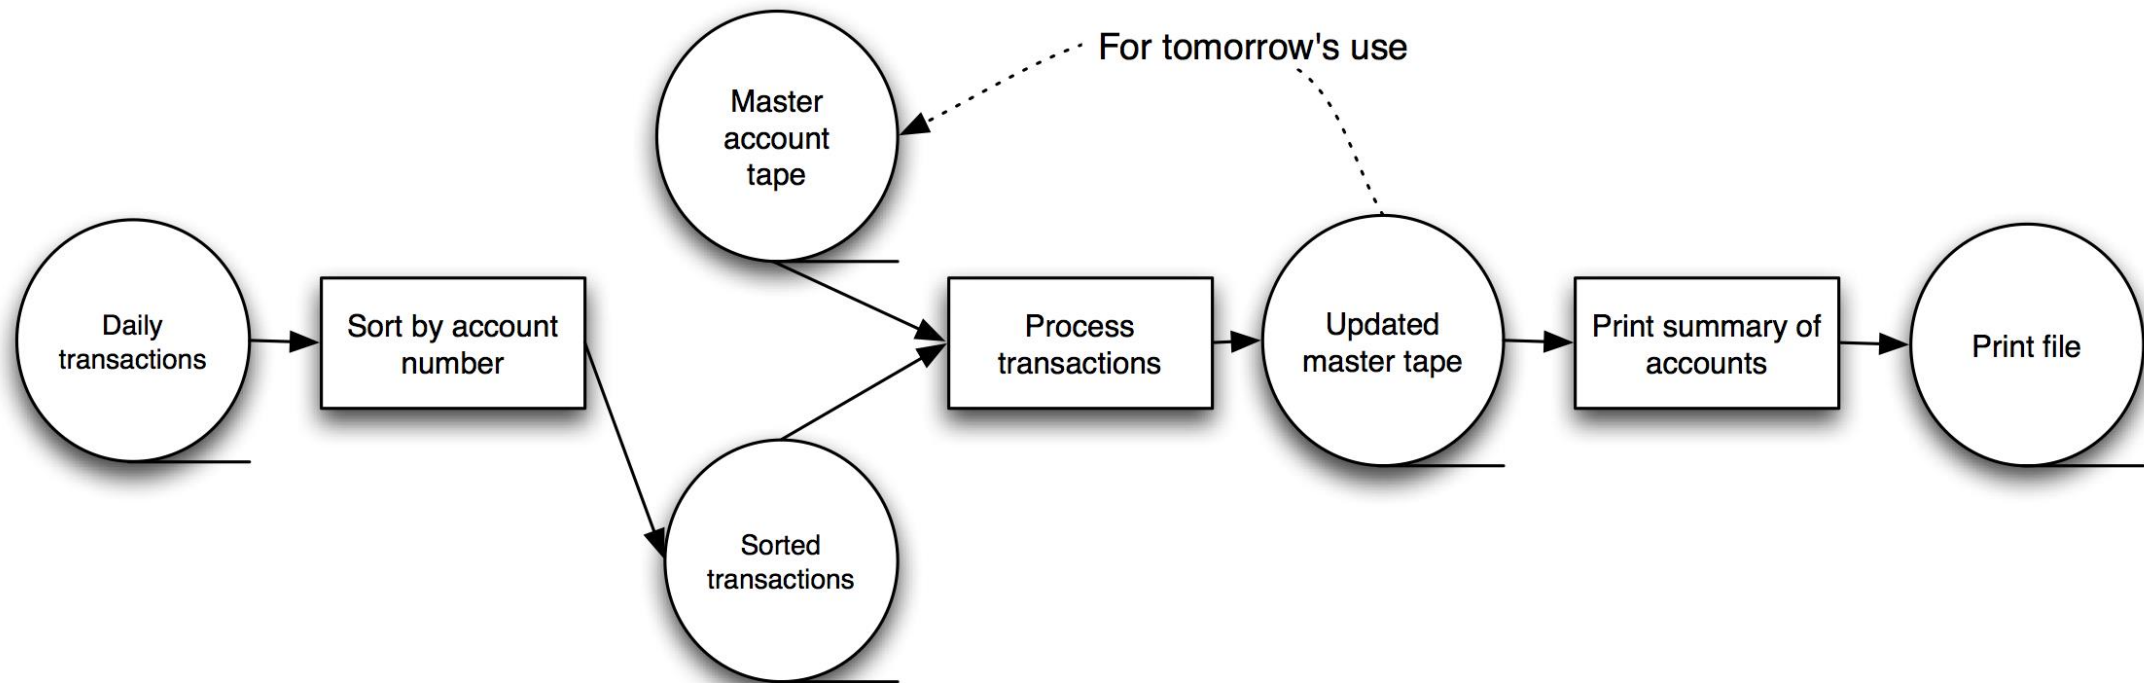 For tomorrow's use
Master
account
tape
Daily
transactions
Sort by account
number
Sorted
transactions
Process
transactions
Updated
master tape
Print summary of
accounts
Print file